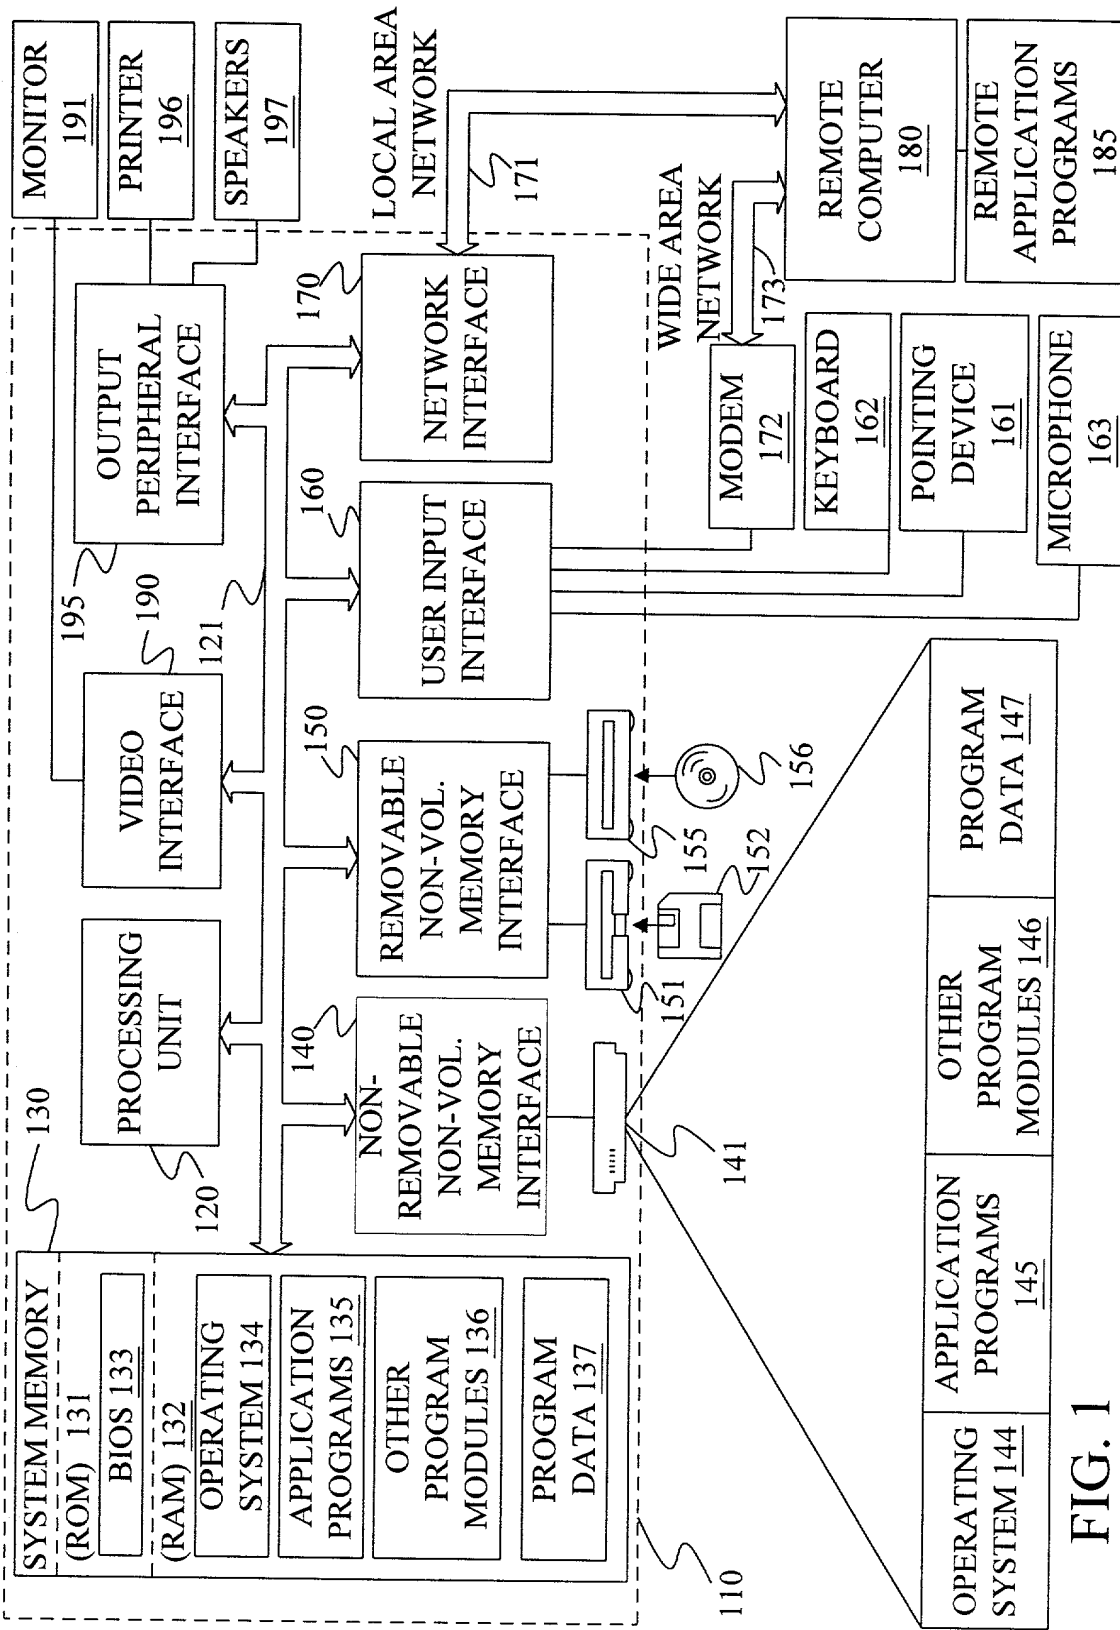 SYSTEM MEMORY
130
(ROM) 131
BIOS 133
(RAM) 132
OPERATING
SYSTEM 134
APPLICATION
PROGRAMS 135
OTHER
PROGRAM
MODULES 136
PROGRAM
DATA 137
PROCESSING
UNIT
120
VIDEO
INTERFACE
190
121
OUTPUT
PERIPHERAL
INTERFACE
195
MONITOR
191
PRINTER
196
SPEAKERS
197
NON-
REMOVABLE
NON-VOL.
MEMORY
INTERFACE
140
REMOVABLE
NON-VOL.
MEMORY
INTERFACE
150
USER INPUT
INTERFACE
160
NETWORK
INTERFACE
170
LOCAL AREA
NETWORK
171
141
151
152
155
156
WIDE AREA
NETWORK
173
MODEM
172
KEYBOARD
162
POINTING
DEVICE
161
MICROPHONE
163
REMOTE
COMPUTER
180
REMOTE
APPLICATION
PROGRAMS
185
110
OPERATING
SYSTEM 144
APPLICATION
PROGRAMS
145
OTHER
PROGRAM
MODULES 146
PROGRAM
DATA 147
FIG. 1